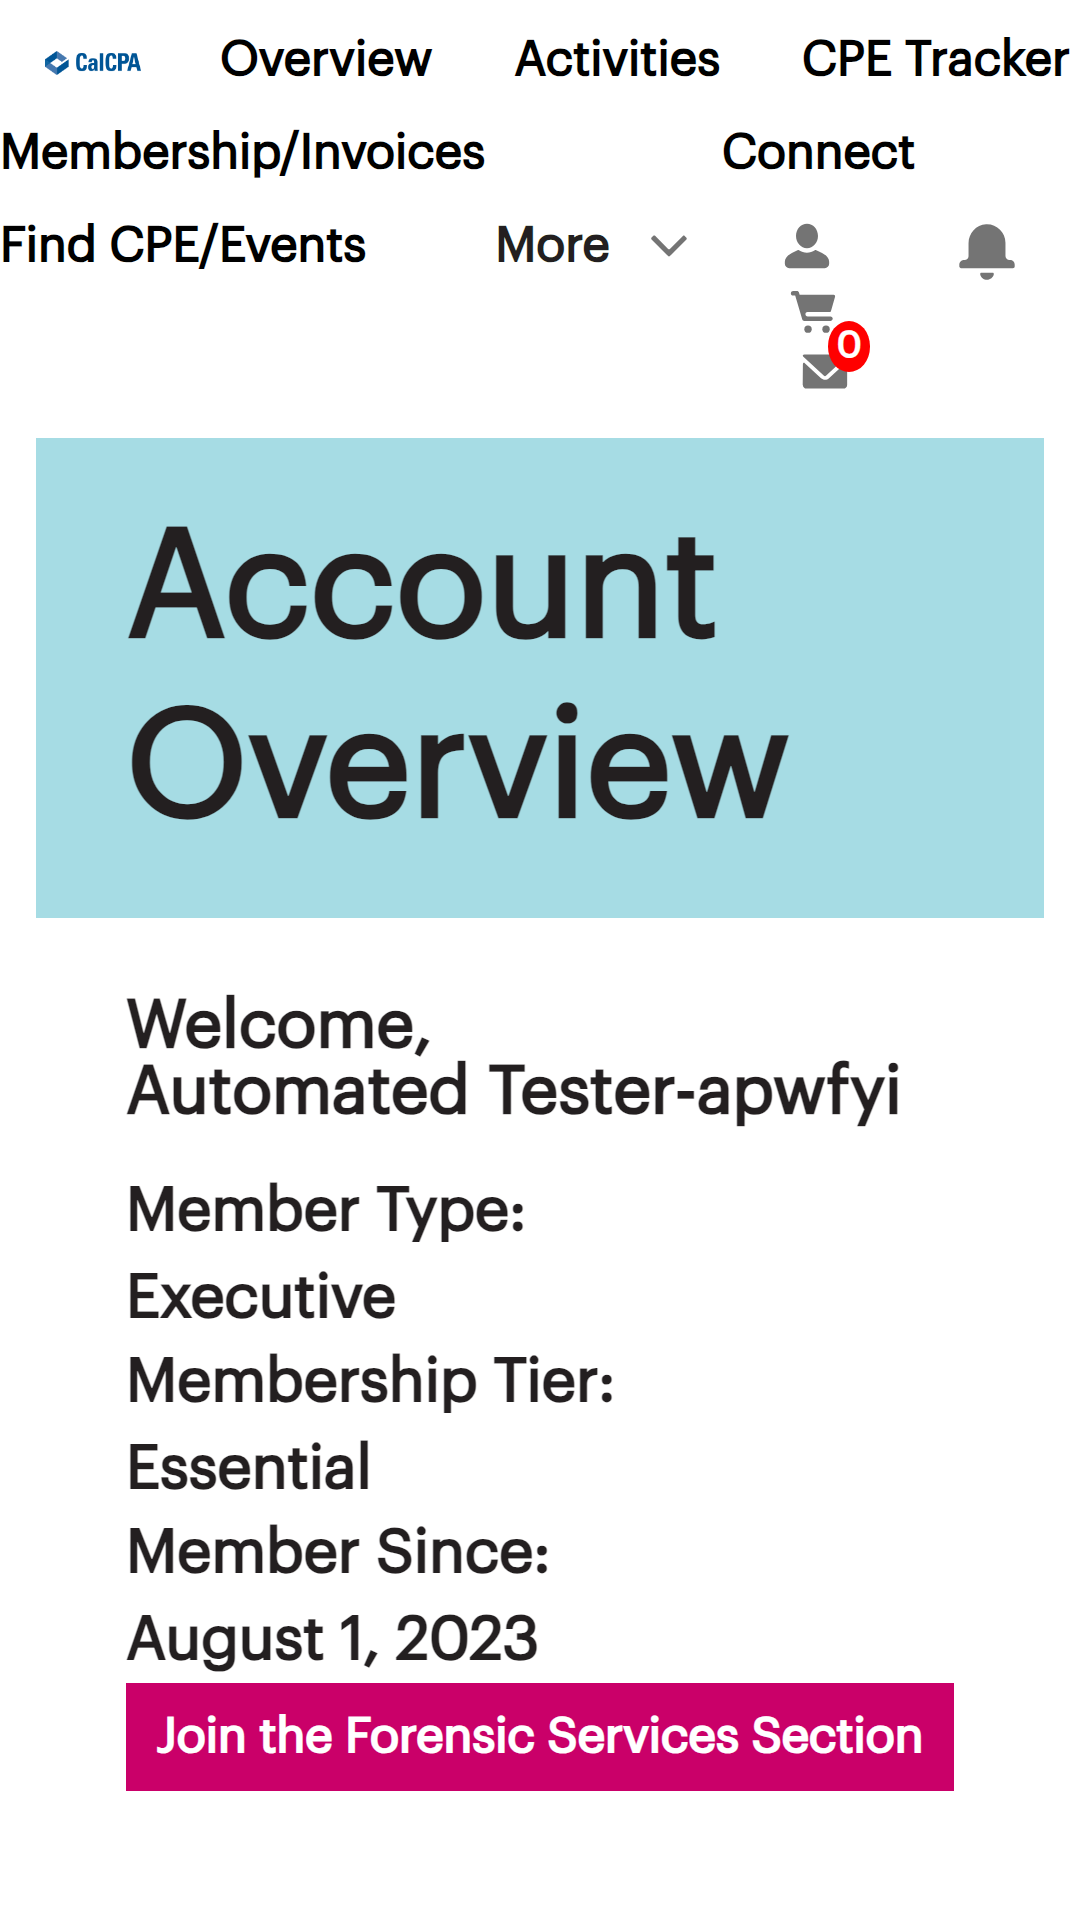 CalCPA Overview Activities CPE Tracker
Membership/Invoices Connect
Find CPE/Events More
0
Account
Overview
Welcome,
Automated Tester-apwfyi
Member Type:
Executive
Membership Tier:
Essential
Member Since:
August 1, 2023
Join the Forensic Services Section